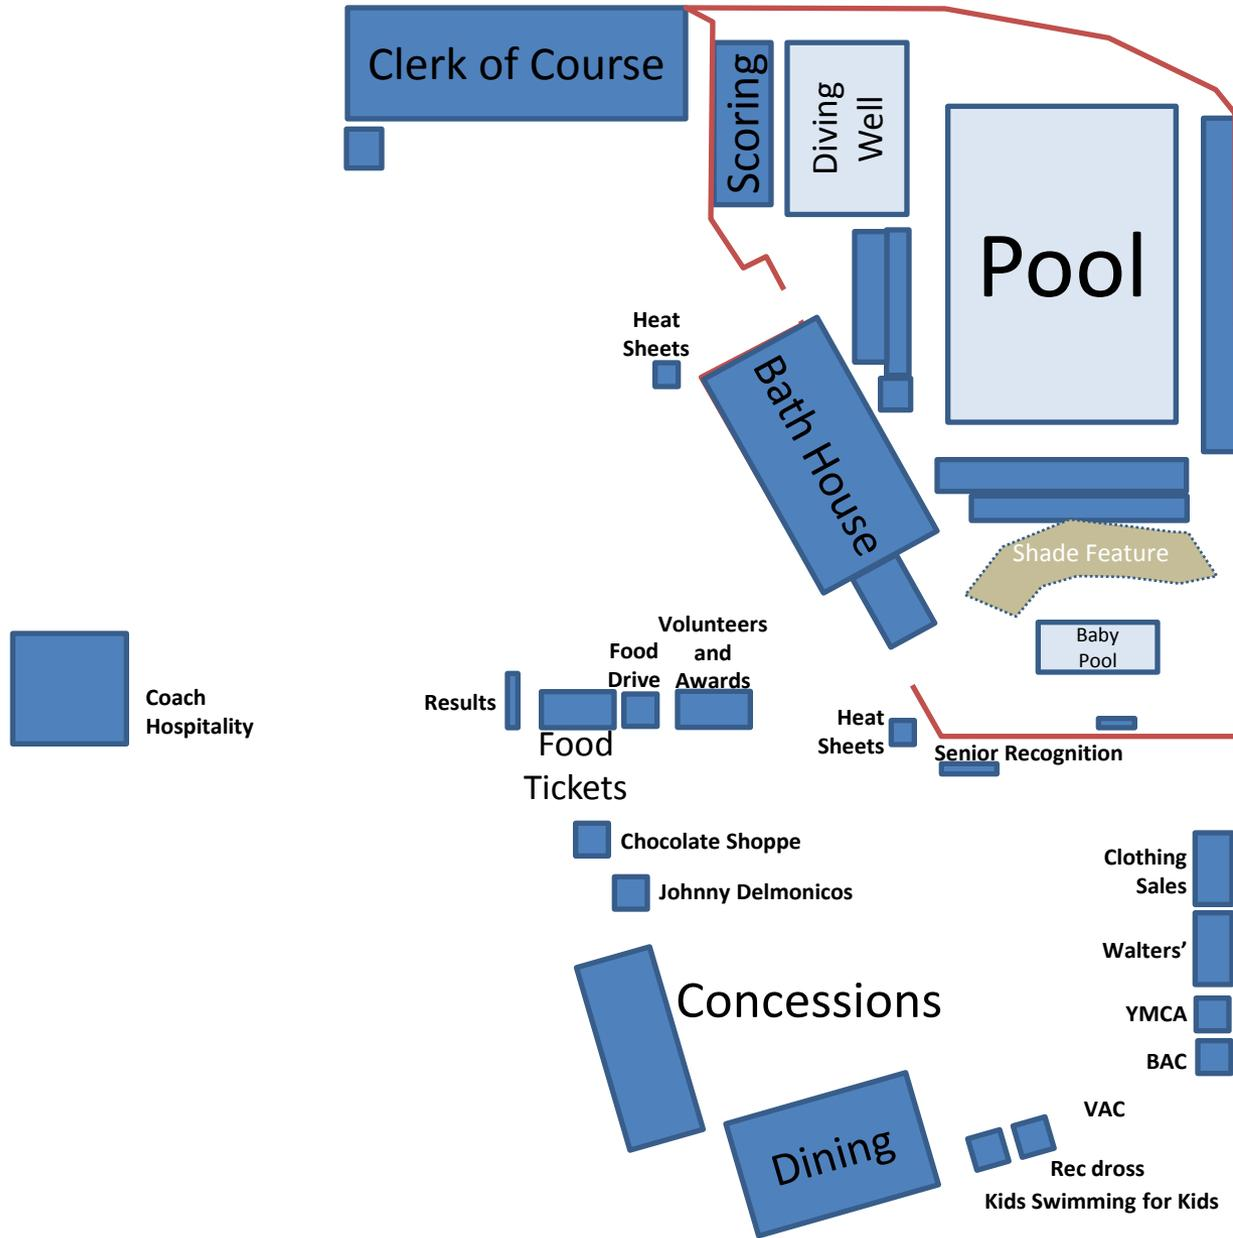 Clerk of Course
Scoring
Diving
Well
Pool
Heat
Sheets
Bath House
Shade Feature
Baby
Pool
Volunteers
and
Awards
Food
Drive
Results
Coach
Hospitality
Food
Tickets
Heat
Sheets
Senior Recognition
Chocolate Shoppe
Johnny Delmonicos
Clothing
Sales
Walters’
Concessions
YMCA
BAC
VAC
Dining
Rec dross
Kids Swimming for Kids